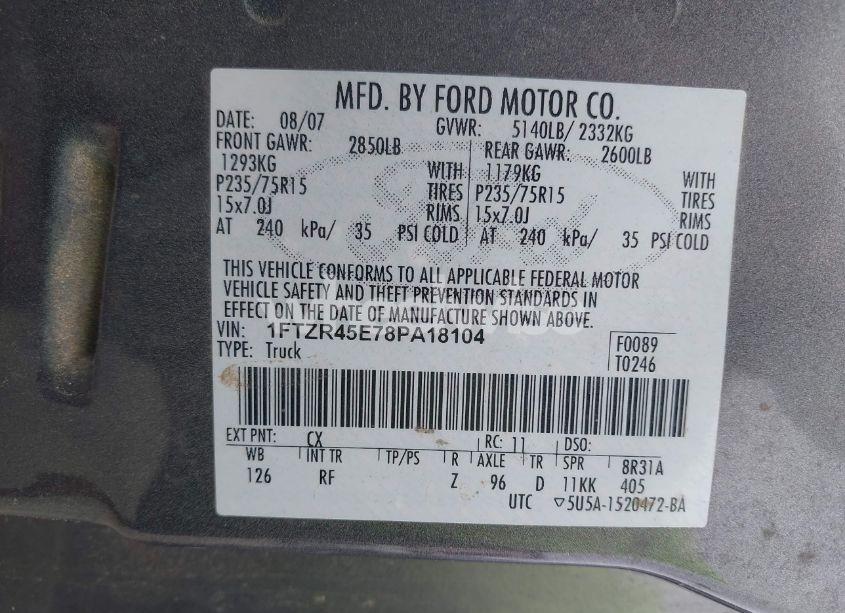 MFD. BY FORD MOTOR CO.
DATE: 08/07 GVWR: 5140LB/ 2332KG
FRONT GAWR: 2850LB REAR GAWR: 2600LB
1293KG WITH 1179KG WITH
P235/75R15 TIRES P235/75R15 TIRES
15x7.0J RIMS 15x7.0J RIMS
AT 240 kPa/ 35 PSI COLD AT 240 kPa/ 35 PSI COLD
THIS VEHICLE CONFORMS TO ALL APPLICABLE FEDERAL MOTOR
VEHICLE SAFETY AND THEFT PREVENTION STANDARDS IN
EFFECT ON THE DATE OF MANUFACTURE SHOWN ABOVE.
VIN: 1FTZR45E78PA18104 F0089
TYPE: Truck T0246
EXT PNT: CX RC: 11 DSO:
WB INT TR TP/PS R AXLE TR SPR 8R31A
126 RF Z 96 D 11KK 405
UTC ▽5U5A-1520472-BA